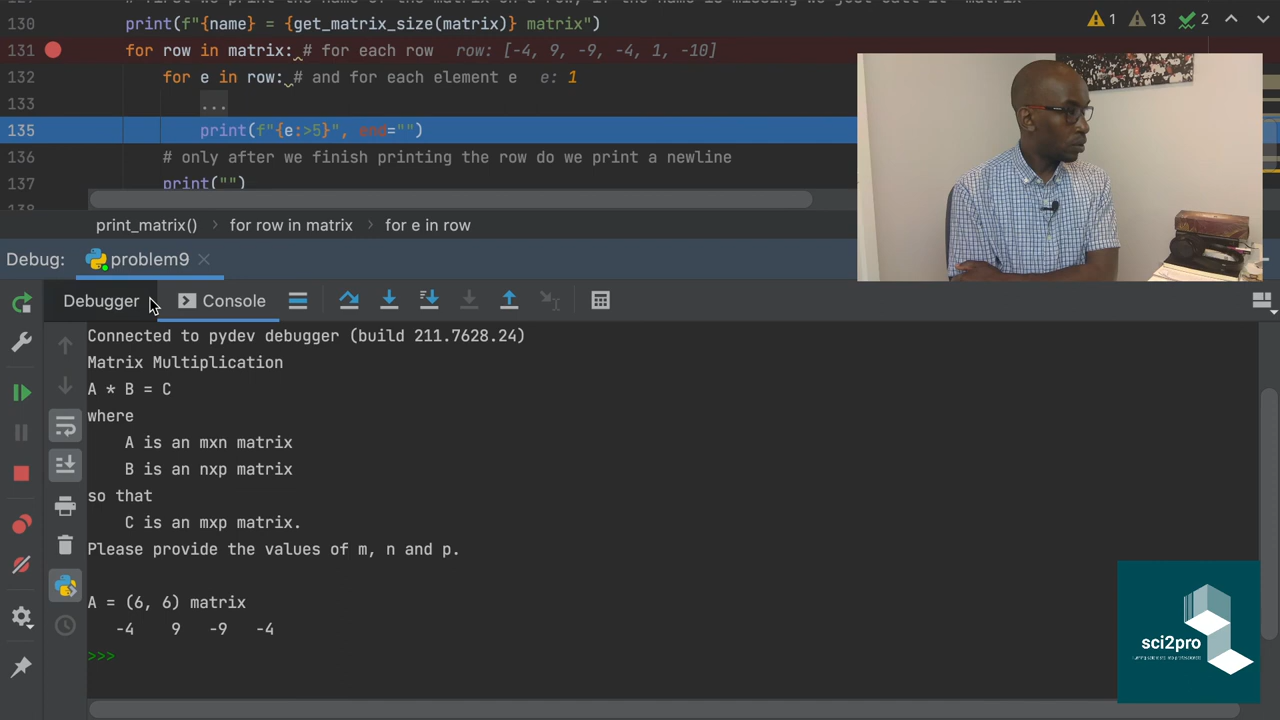 130 print(f"{name} = {get_matrix_size(matrix)} matrix")
131 for row in matrix: # for each row row: [-4, 9, -9, -4, 1, -10]
132 for e in row: # and for each element e e: 1
133 ...
135 print(f"{e:>5}", end="")
136 # only after we finish printing the row do we print a newline
137 print("")
1 13 2
print_matrix() › for row in matrix › for e in row
Debug: problem9
Debugger Console
Connected to pydev debugger (build 211.7628.24)
Matrix Multiplication
A * B = C
where
A is an mxn matrix
B is an nxp matrix
so that
C is an mxp matrix.
Please provide the values of m, n and p.
A = (6, 6) matrix
-4 9 -9 -4
>>>
sci2pro